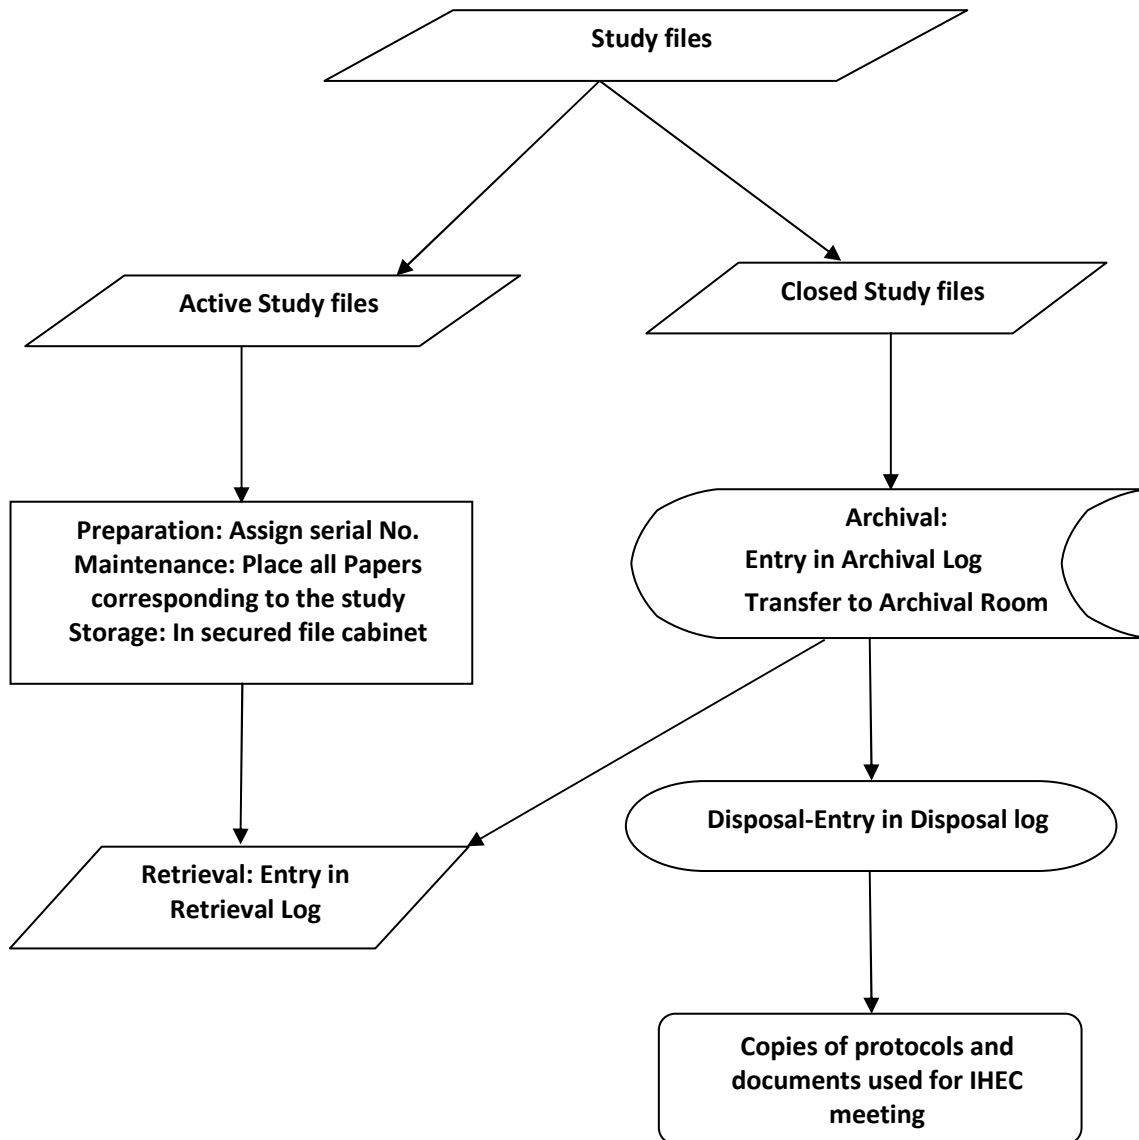 Study files
Active Study files
Closed Study files
Preparation: Assign serial No.
Maintenance: Place all Papers
corresponding to the study
Storage: In secured file cabinet
Archival:
Entry in Archival Log
Transfer to Archival Room
Disposal-Entry in Disposal log
Retrieval: Entry in
Retrieval Log
Copies of protocols and
documents used for IHEC
meeting